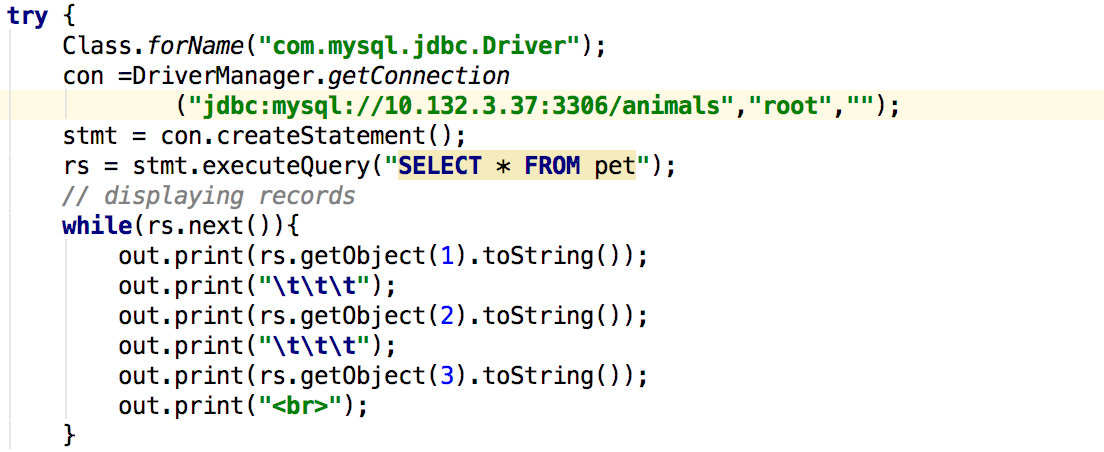 try {
    Class.forName("com.mysql.jdbc.Driver");
    con =DriverManager.getConnection
            ("jdbc:mysql://10.132.3.37:3306/animals","root","");
    stmt = con.createStatement();
    rs = stmt.executeQuery("SELECT * FROM pet");
    // displaying records
    while(rs.next()){
        out.print(rs.getObject(1).toString());
        out.print("\t\t\t");
        out.print(rs.getObject(2).toString());
        out.print("\t\t\t");
        out.print(rs.getObject(3).toString());
        out.print("<br>");
    }